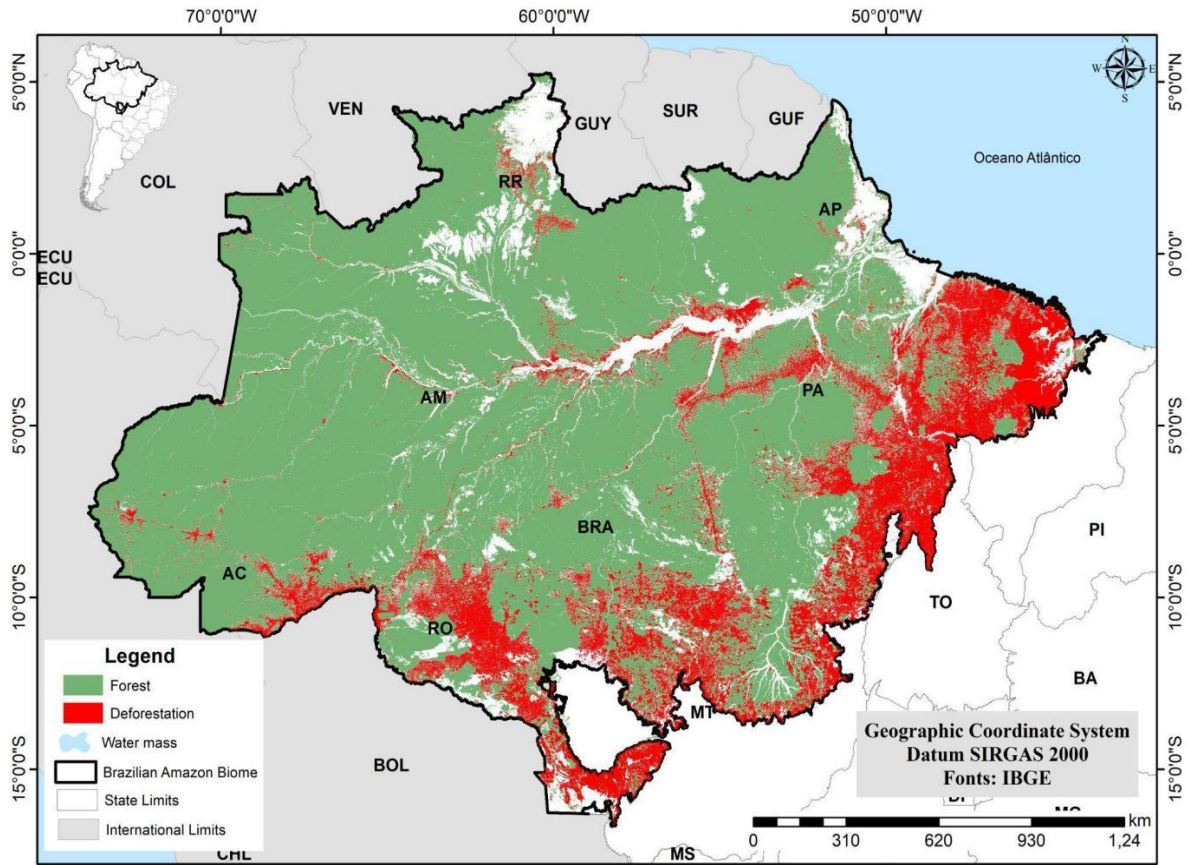 70°0'0"W
60°0'0"W
50°0'0"W
5°0'0"N
5°0'0"N
N
W
E
S
VEN
GUY
SUR
GUF
COL
Oceano Atlântico
RR
AP
0°0'0"
0°0'0"
ECU
ECU
AM
PA
MA
5°0'0"S
5°0'0"S
BRA
PI
AC
TO
10°0'0"S
10°0'0"S
RO
BA
MT
BOL
Legend
Forest
Deforestation
Water mass
Brazilian Amazon Biome
State Limits
International Limits
Geographic Coordinate System
Datum SIRGAS 2000
Fonts: IBGE
15°0'0"S
15°0'0"S
km
0
310
620
930
1,24
CHL
MS